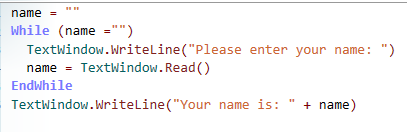 name = ""
While (name ="")
  TextWindow.WriteLine("Please enter your name: ")
  name = TextWindow.Read()
EndWhile
TextWindow.WriteLine("Your name is: " + name)